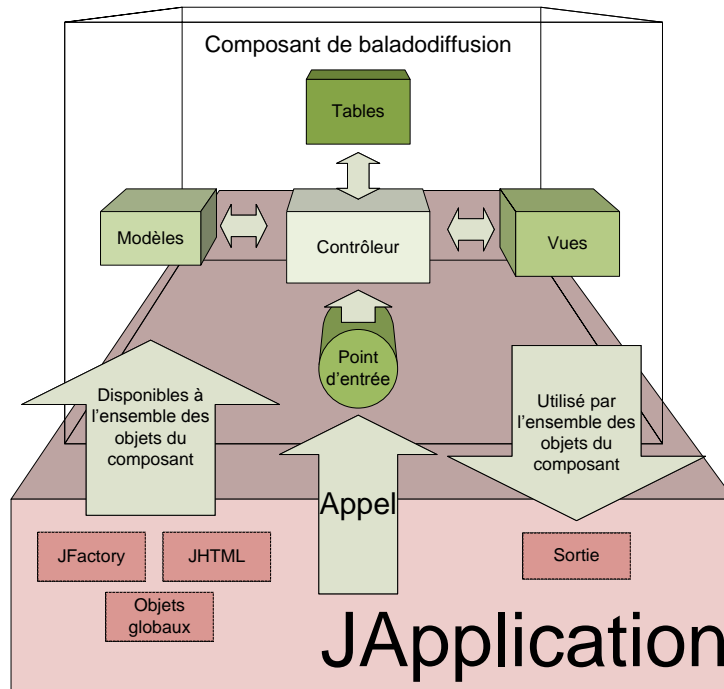 Composant de baladodiffusion
Tables
Modèles
Contrôleur
Vues
Point
d'entrée
Disponibles à
l'ensemble des
objets du
composant
Utilisé par
l'ensemble des
objets du
composant
Appel
JFactory
JHTML
Sortie
Objets
globaux
JApplication